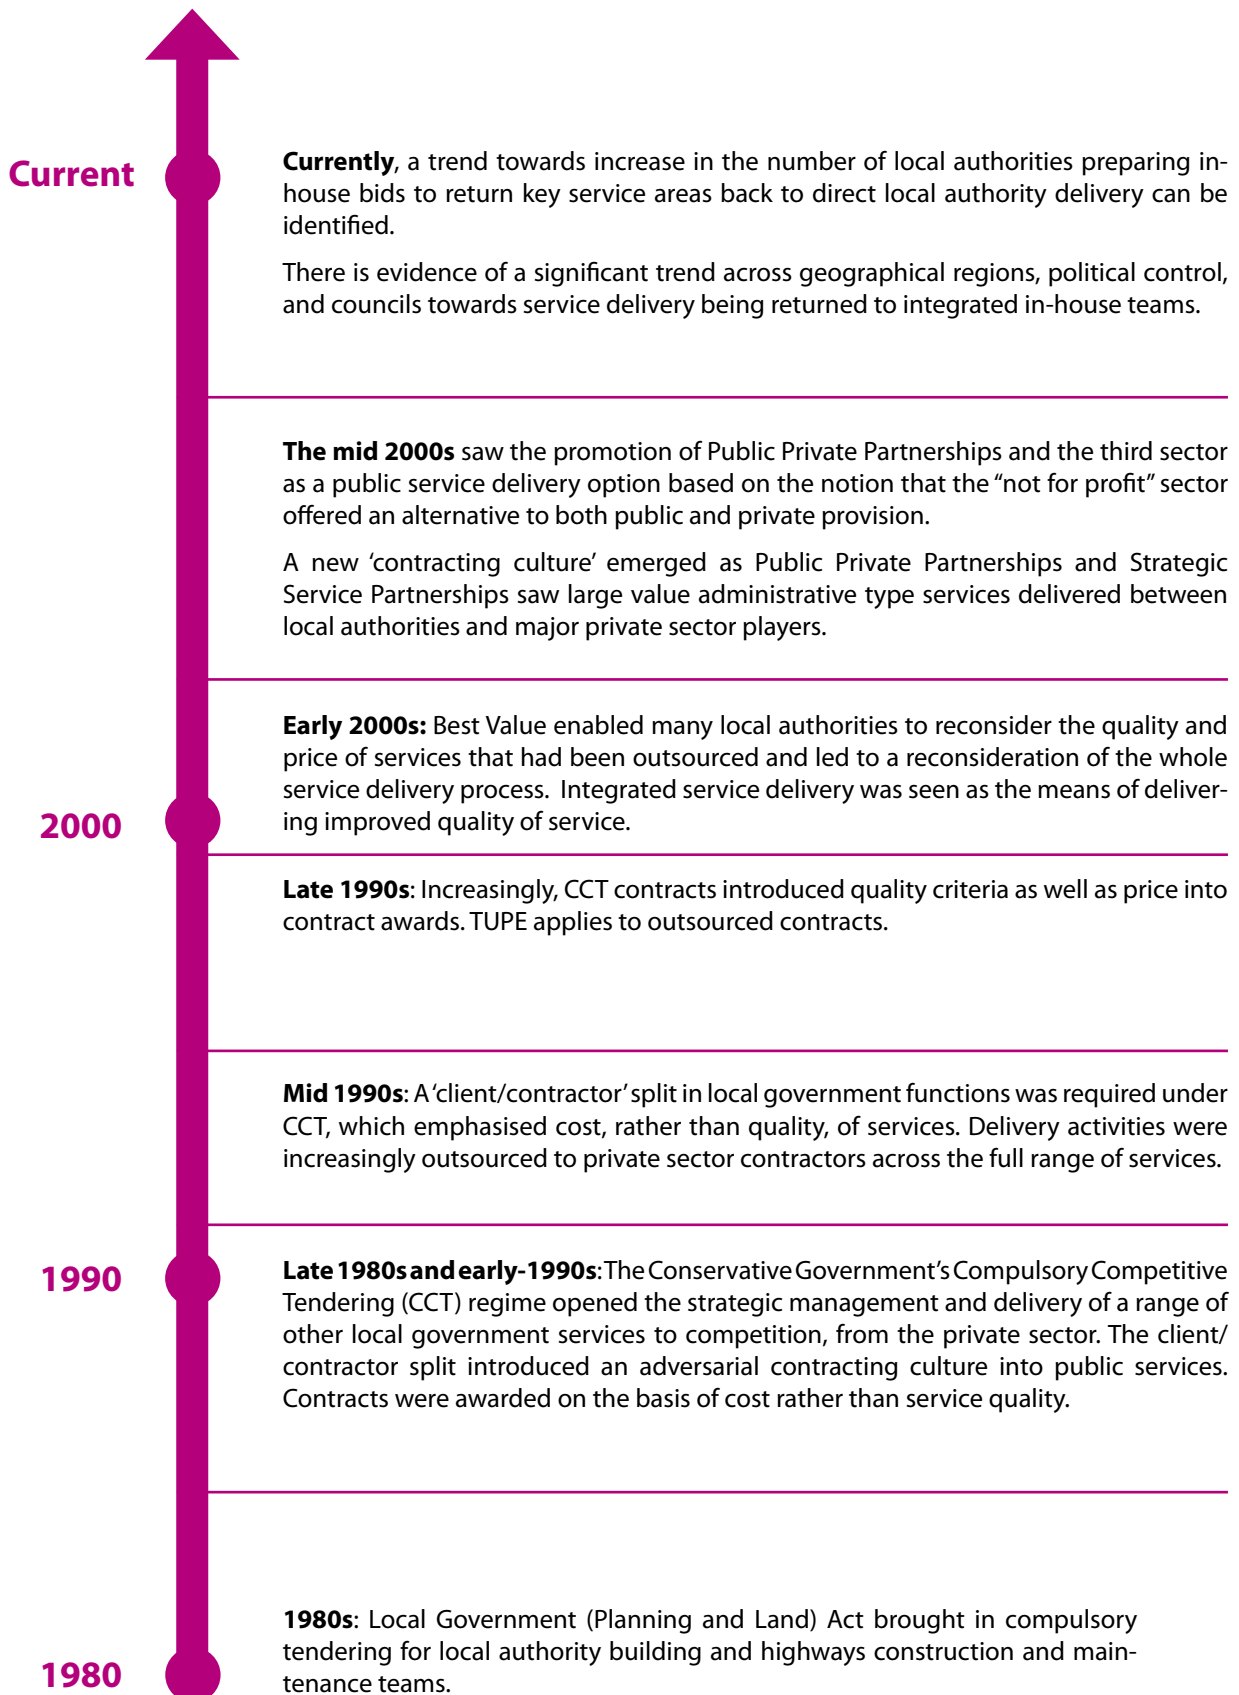 Current
Currently, a trend towards increase in the number of local authorities preparing in-
house bids to return key service areas back to direct local authority delivery can be
identified.
There is evidence of a significant trend across geographical regions, political control,
and councils towards service delivery being returned to integrated in-house teams.
The mid 2000s saw the promotion of Public Private Partnerships and the third sector
as a public service delivery option based on the notion that the “not for profit” sector
offered an alternative to both public and private provision.
A new ‘contracting culture’ emerged as Public Private Partnerships and Strategic
Service Partnerships saw large value administrative type services delivered between
local authorities and major private sector players.
Early 2000s: Best Value enabled many local authorities to reconsider the quality and
price of services that had been outsourced and led to a reconsideration of the whole
service delivery process. Integrated service delivery was seen as the means of deliver-
ing improved quality of service.
2000
Late 1990s: Increasingly, CCT contracts introduced quality criteria as well as price into
contract awards. TUPE applies to outsourced contracts.
Mid 1990s: A ‘client/contractor’ split in local government functions was required under
CCT, which emphasised cost, rather than quality, of services. Delivery activities were
increasingly outsourced to private sector contractors across the full range of services.
1990
Late 1980s and early-1990s: The Conservative Government’s Compulsory Competitive
Tendering (CCT) regime opened the strategic management and delivery of a range of
other local government services to competition, from the private sector. The client/
contractor split introduced an adversarial contracting culture into public services.
Contracts were awarded on the basis of cost rather than service quality.
1980s: Local Government (Planning and Land) Act brought in compulsory
tendering for local authority building and highways construction and main-
tenance teams.
1980